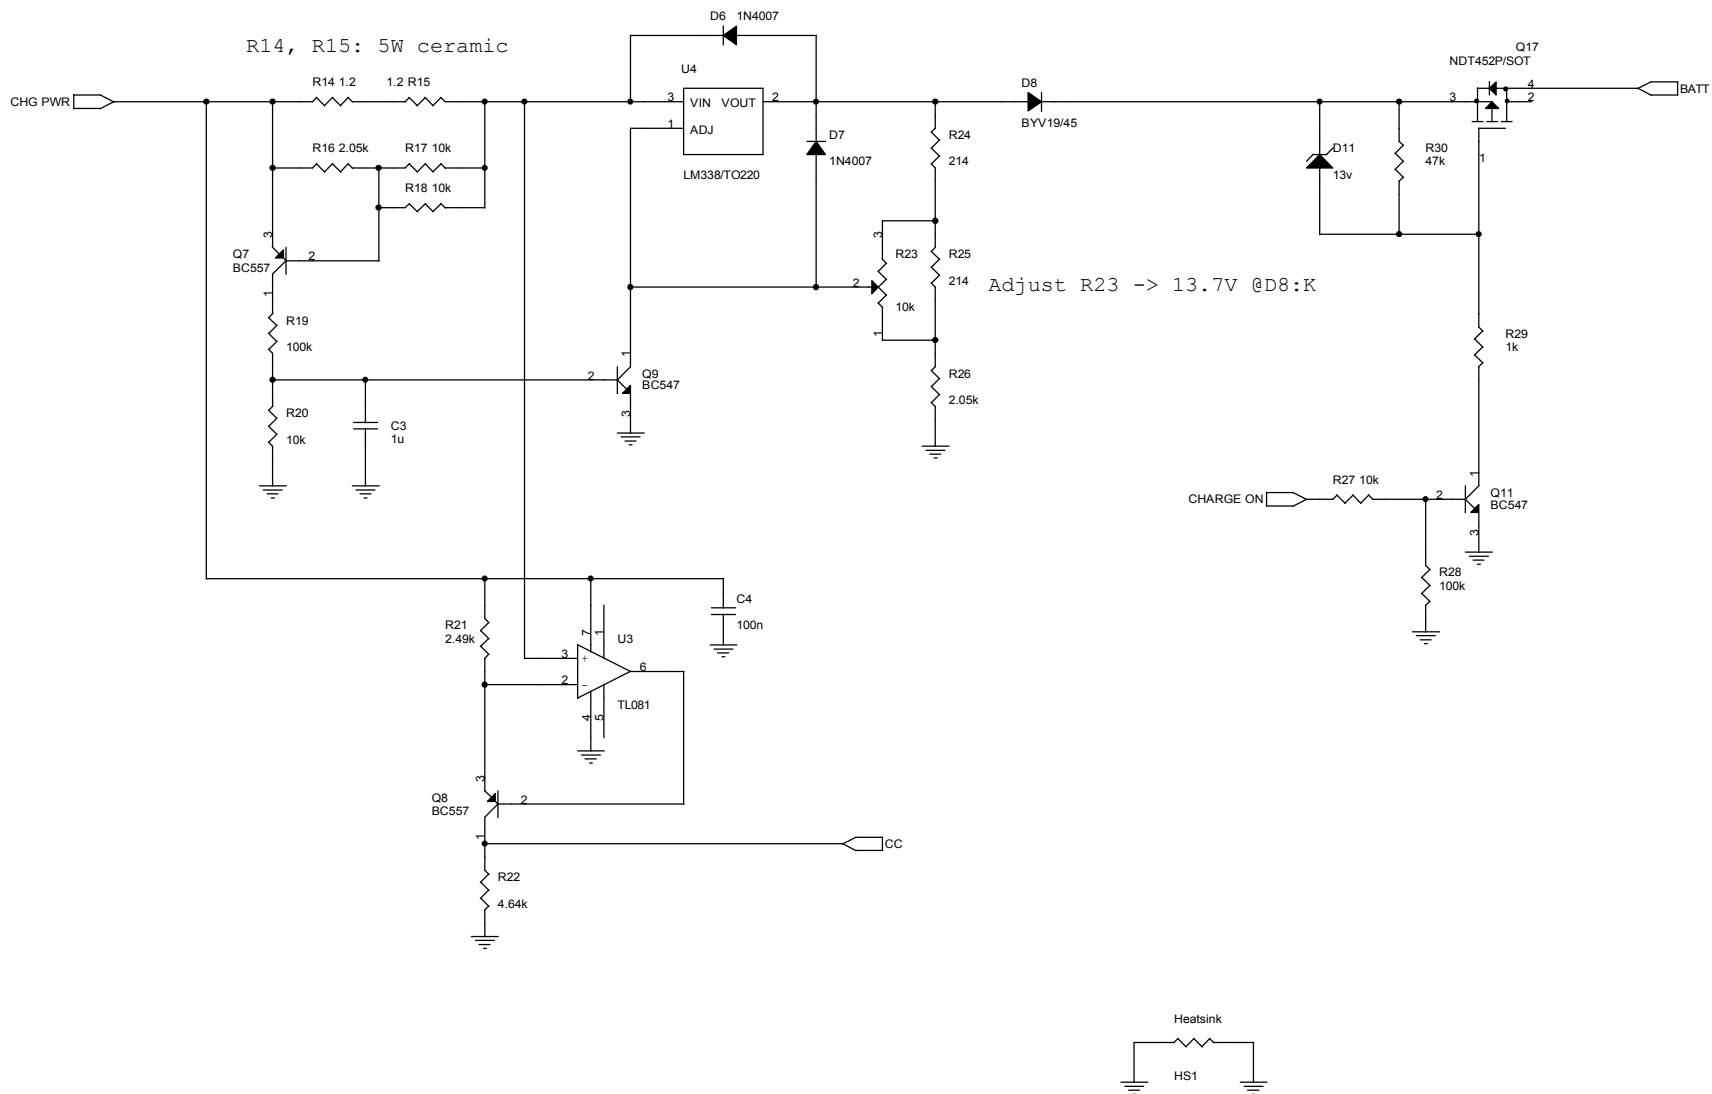 D6 1N4007
R14, R15: 5W ceramic
Q17
NDT452P/SOT
U4
R14 1.2
1.2 R15
D8
CHG PWR
3 VIN VOUT 2
3 4 2
BATT
1 ADJ
BYV19/45
D7
1N4007
R24
214
R16 2.05k
R17 10k
D11
13v
R30
47k
1
LM338/TO220
R18 10k
3
3
Q7
BC557
2
R23
R25
2
214
Adjust R23 -> 13.7V @D8:K
1
10k
R19
100k
1
R29
1k
1
2
Q9
BC547
R26
2.05k
R20
10k
C3
1u
3
1
R27 10k
CHARGE ON
2
Q11
BC547
3
R28
100k
C4
100n
R21
2.49k
7
1
U3
3 +
6
2 -
TL081
4
5
3
Q8
BC557
2
1
CC
R22
4.64k
Heatsink
HS1